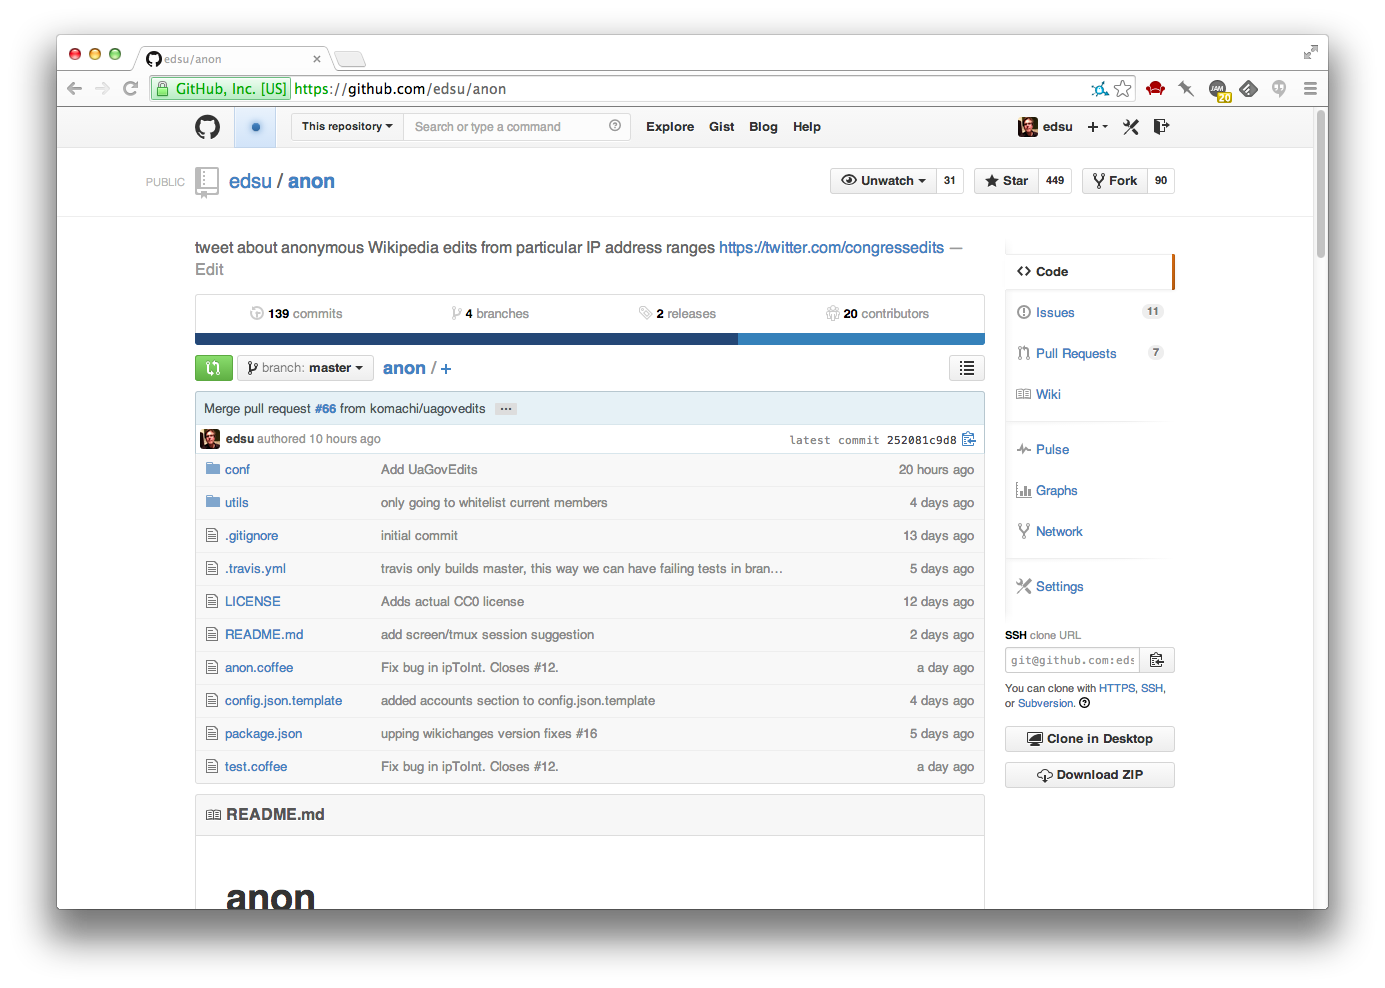 edsu/anon
GitHub, Inc. [US] https://github.com/edsu/anon
JAM
20
This repository Search or type a command Explore Gist Blog Help edsu
PUBLIC edsu / anon Unwatch 31 Star 449 Fork 90
tweet about anonymous Wikipedia edits from particular IP address ranges https://twitter.com/congressedits —
Edit
139 commits 4 branches 2 releases 20 contributors
branch: master anon / +
Merge pull request #66 from komachi/uagovedits ...
edsu authored 10 hours ago latest commit 252081c9d8
conf Add UaGovEdits 20 hours ago
utils only going to whitelist current members 4 days ago
.gitignore initial commit 13 days ago
.travis.yml travis only builds master, this way we can have failing tests in bran… 5 days ago
LICENSE Adds actual CC0 license 12 days ago
README.md add screen/tmux session suggestion 2 days ago
anon.coffee Fix bug in ipToInt. Closes #12. a day ago
config.json.template added accounts section to config.json.template 4 days ago
package.json upping wikichanges version fixes #16 5 days ago
test.coffee Fix bug in ipToInt. Closes #12. a day ago
README.md
anon
Code
Issues 11
Pull Requests 7
Wiki
Pulse
Graphs
Network
Settings
SSH clone URL
git@github.com:eds
You can clone with HTTPS, SSH,
or Subversion.
Clone in Desktop
Download ZIP